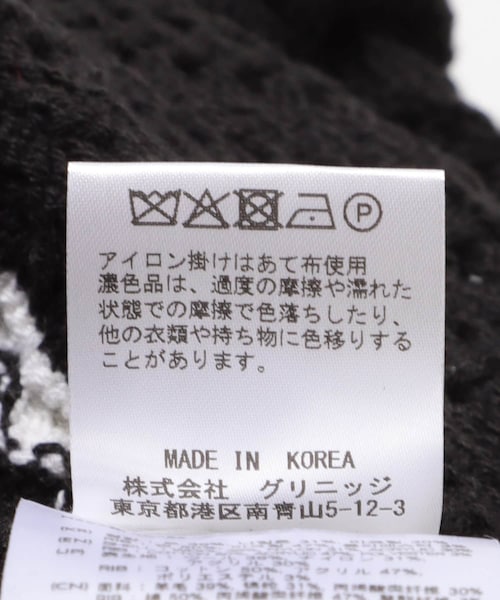 P
アイロン掛けはあて布使用
濃色品は、過度の摩擦や濡れた
状態での摩擦で色落ちしたり、
他の衣類や持ち物に色移りする
ことがあります。
MADE IN KOREA
株式会社 グリニッジ
東京都港区南青山5-12-3